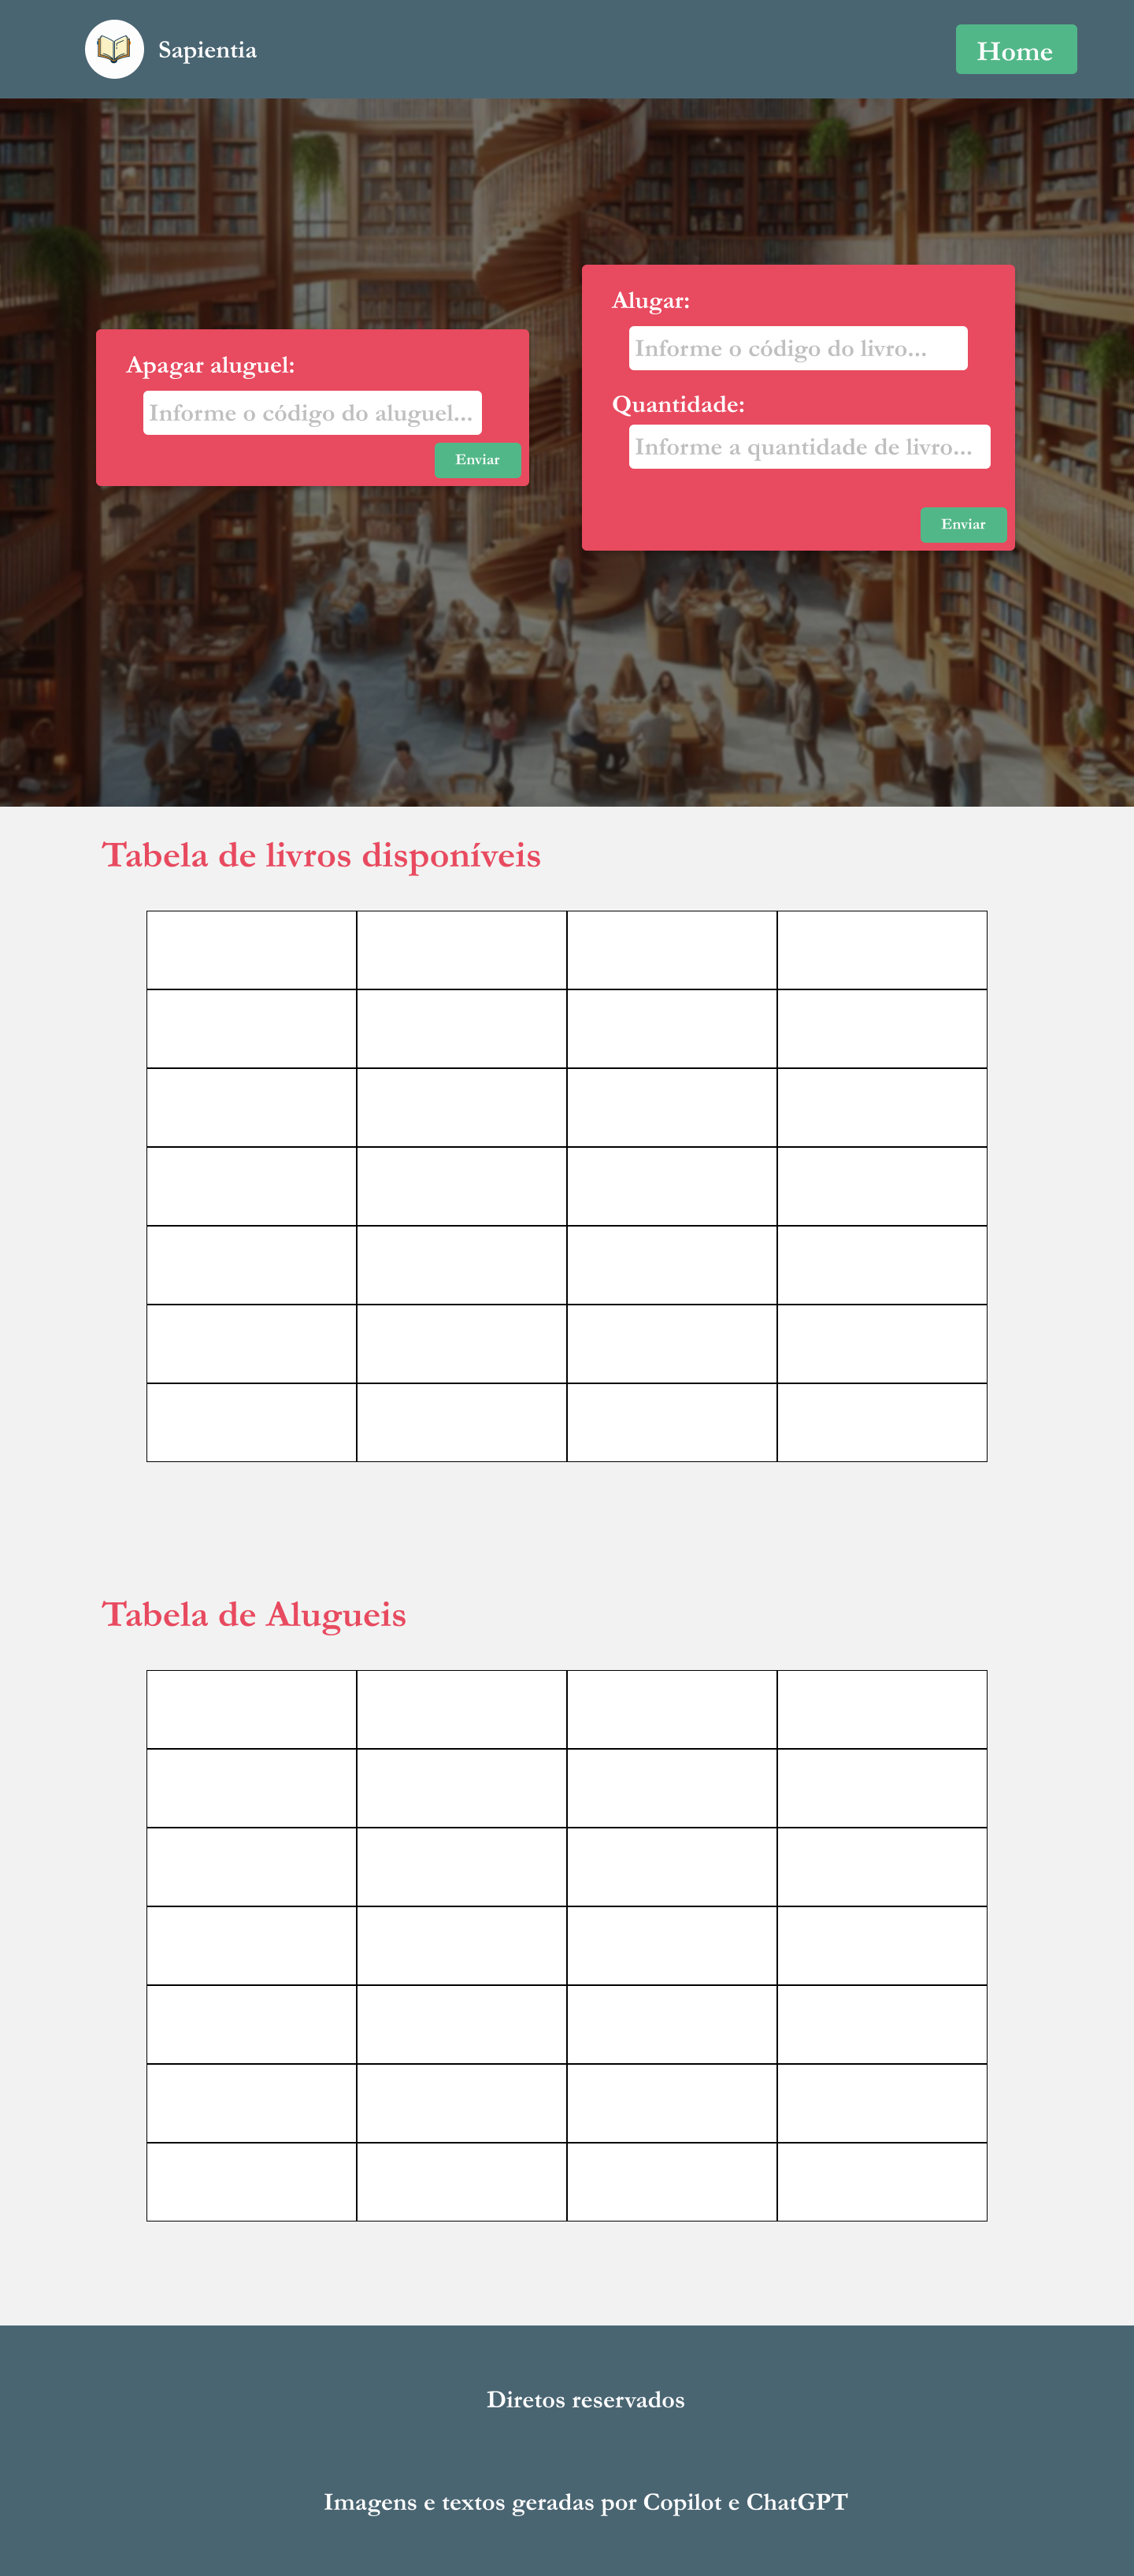 Sapientia
Home
Apagar aluguel:
Informe o código do aluguel...
Enviar
Alugar:
Informe o código do livro...
Quantidade:
Informe a quantidade de livro...
Enviar
Tabela de livros disponíveis
Tabela de Alugueis
Diretos reservados
Imagens e textos geradas por Copilot e ChatGPT